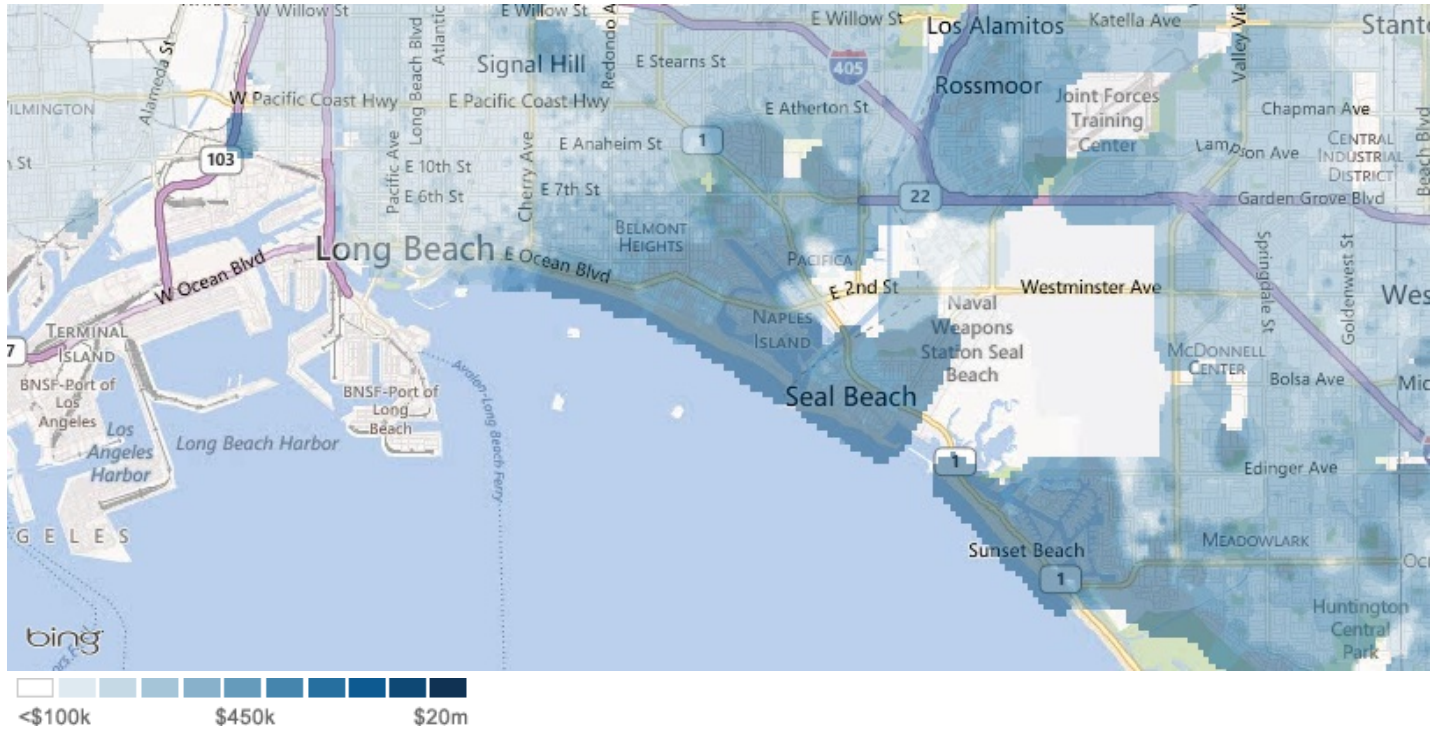 W Willow St
E Willow St
E Willow St
Los Alamitos
Katella Ave
Alameda St
Long Beach Blvd
Atlantic
Signal Hill
Redondo A
E Stearns St
405
Valley Vie
Rossmoor
Joint Forces
Training
Center
W Pacific Coast Hwy
E Pacific Coast Hwy
E Atherton St
Chapman Ave
Beach Blvd
103
Pacific Ave
E 10th St
E 6th St
Cherry Ave
E Anaheim St
E 7th St
1
22
Lampson Ave
CENTRAL
INDUSTRIAL
DISTRICT
Garden Grove Blvd
n St
Long Beach
W Ocean Blvd
E Ocean Blvd
BELMONT
HEIGHTS
PACIFICA
E 2nd St
Westminster Ave
Springdale St
Goldenwest St
Wes
TERMINAL
ISLAND
7
BNSF-Port of
Los
Angeles
Los
Angeles
Harbor
Long Beach Harbor
BNSF-Port of
Long
Beach
Avalon-Long Beach Ferry
NAPLES
ISLAND
Seal Beach
Naval
Weapons
Station Seal
Beach
MCDONNELL
CENTER
Bolsa Ave
Mid
1
Edinger Ave
GELES
Sunset Beach
1
MEADOWLARK
Huntington
Central
Park
bing
<$100k
$450k
$20m